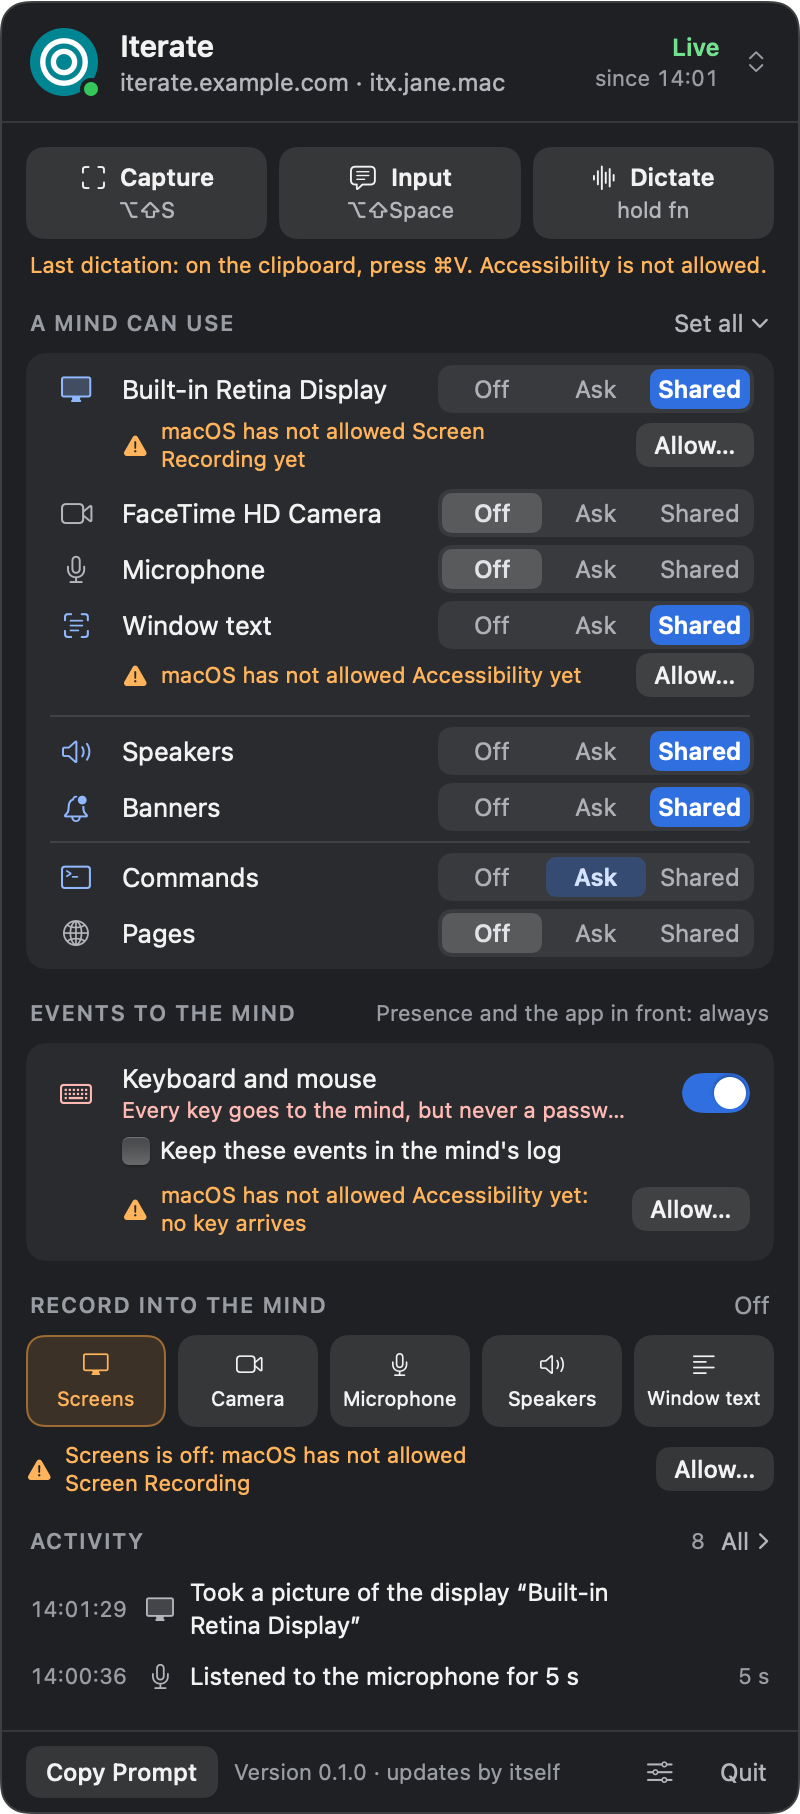 Iterate
iterate.example.com · itx.jane.mac
Live
since 14:01
Capture
⌥⇧S
Input
⌥⇧Space
Dictate
hold fn
Last dictation: on the clipboard, press ⌘V. Accessibility is not allowed.
A MIND CAN USE
Set all
Built-in Retina Display
Off Ask Shared
macOS has not allowed Screen
Recording yet
Allow...
FaceTime HD Camera
Off Ask Shared
Microphone
Off Ask Shared
Window text
Off Ask Shared
macOS has not allowed Accessibility yet
Allow...
Speakers
Off Ask Shared
Banners
Off Ask Shared
Commands
Off Ask Shared
Pages
Off Ask Shared
EVENTS TO THE MIND
Presence and the app in front: always
Keyboard and mouse
Every key goes to the mind, but never a passw...
Keep these events in the mind's log
macOS has not allowed Accessibility yet:
no key arrives
Allow...
RECORD INTO THE MIND
Off
Screens
Camera
Microphone
Speakers
Window text
Screens is off: macOS has not allowed
Screen Recording
Allow...
ACTIVITY
8 All
14:01:29
Took a picture of the display “Built-in
Retina Display”
14:00:36
Listened to the microphone for 5 s
5 s
Copy Prompt
Version 0.1.0 · updates by itself
Quit